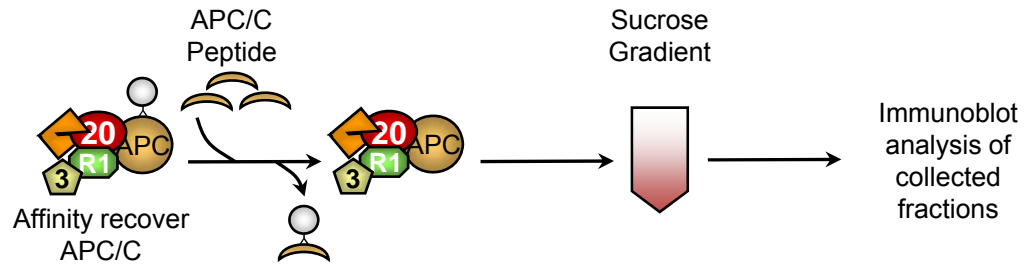 APC/C
Peptide
Sucrose
Gradient
20
APC
R1
3
Affinity recover
APC/C
20
APC
R1
3
Immunoblot
analysis of
collected
fractions